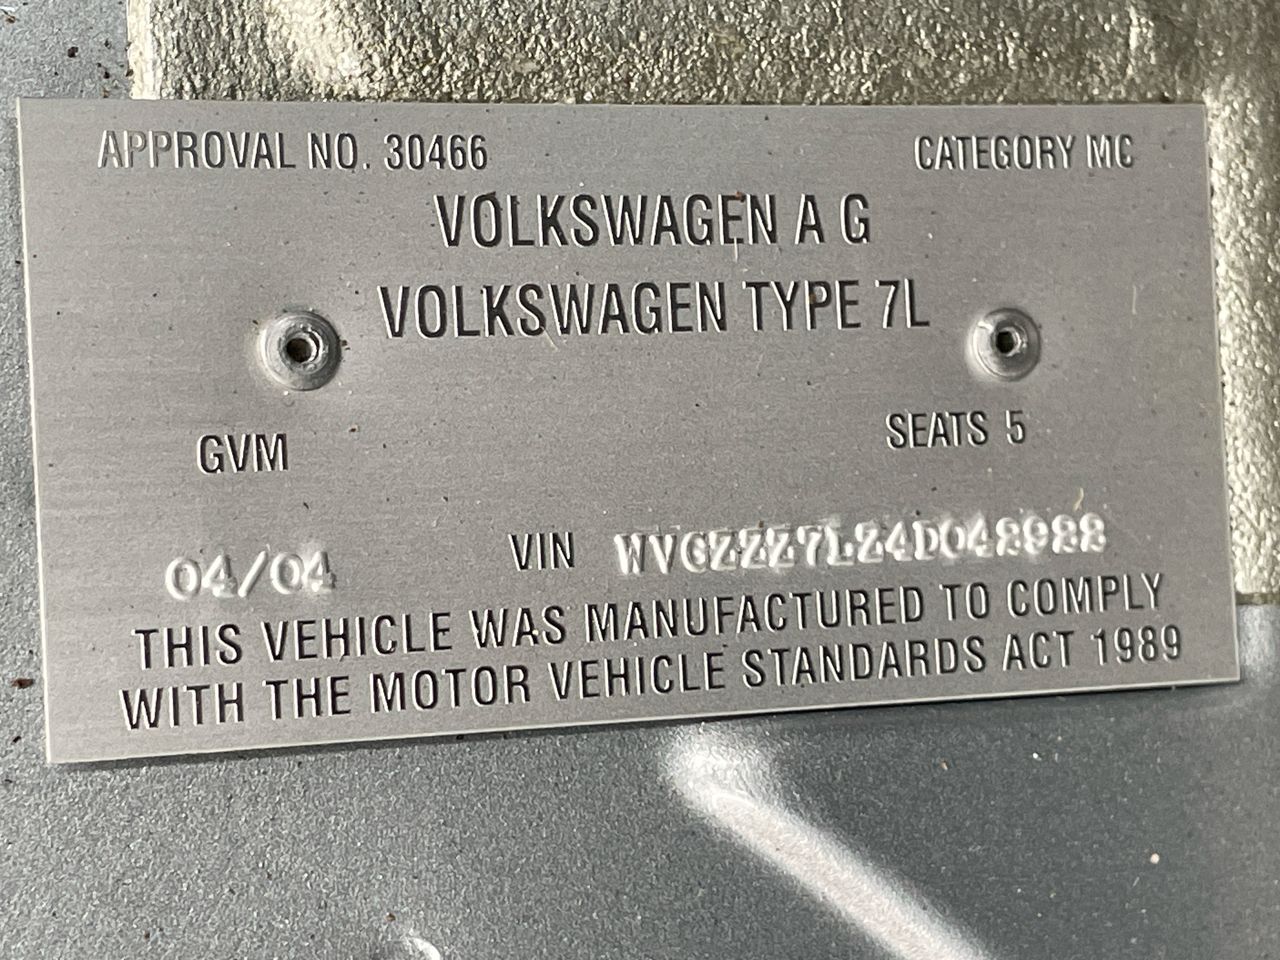 APPROVAL NO. 30466 CATEGORY MC
VOLKSWAGEN A G
VOLKSWAGEN TYPE 7L
GVM SEATS 5
04/04 VIN
THIS VEHICLE WAS MANUFACTURED TO COMPLY
WITH THE MOTOR VEHICLE STANDARDS ACT 1989